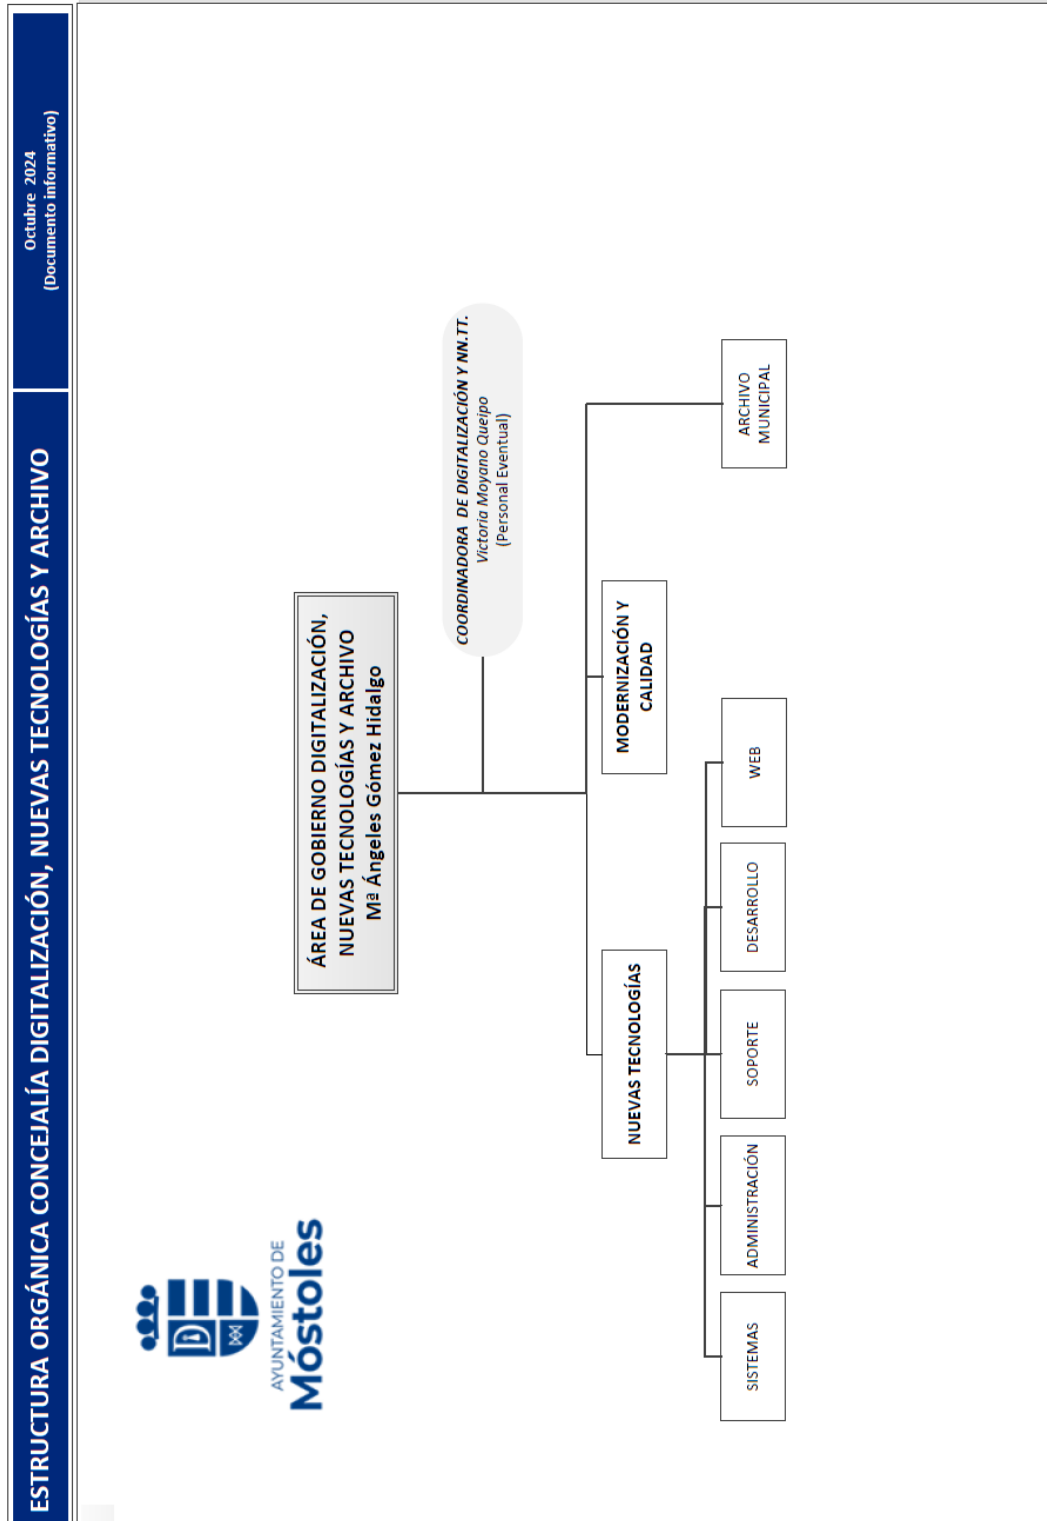 ESTRUCTURA ORGÁNICA CONCEJALÍA DIGITALIZACIÓN, NUEVAS TECNOLOGÍAS Y ARCHIVO
Octubre 2024
(Documento informativo)
AYUNTAMIENTO DE
Móstoles
ÁREA DE GOBIERNO DIGITALIZACIÓN,
NUEVAS TECNOLOGÍAS Y ARCHIVO
Mª Ángeles Gómez Hidalgo
COORDINADORA DE DIGITALIZACIÓN Y NN.TT.
Victoria Moyano Queipo
(Personal Eventual)
NUEVAS TECNOLOGÍAS
MODERNIZACIÓN Y
CALIDAD
SISTEMAS
ADMINISTRACIÓN
SOPORTE
DESARROLLO
WEB
ARCHIVO
MUNICIPAL